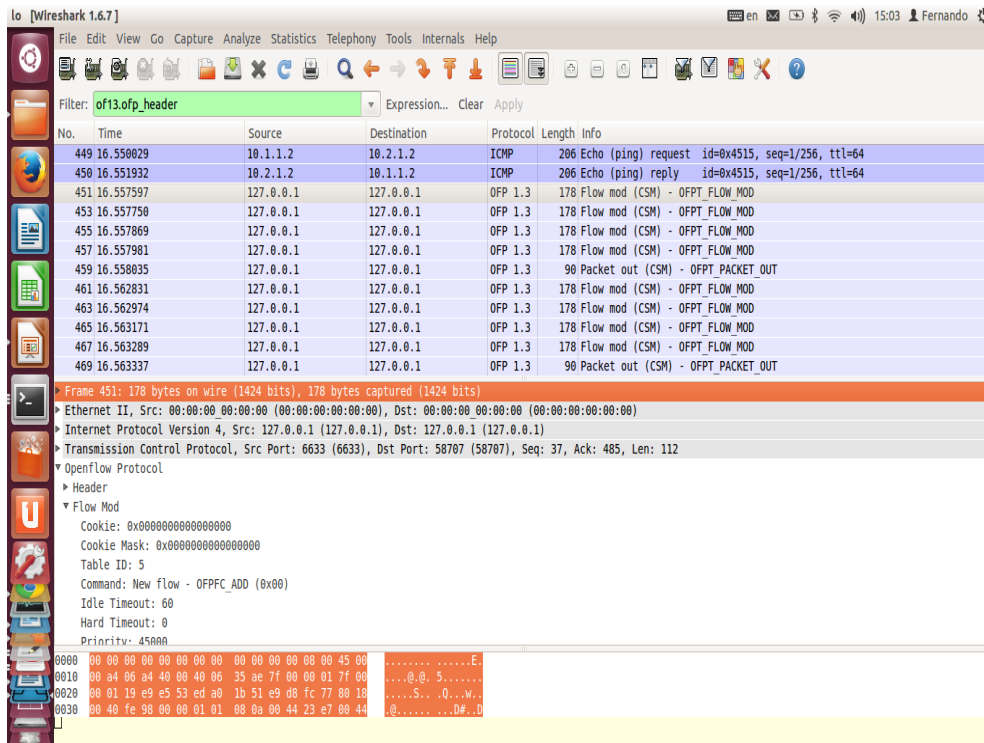 lo [Wireshark 1.6.7 ]
en 15:03 Fernando
File Edit View Go Capture Analyze Statistics Telephony Tools Internals Help
Filter: of13.ofp_header Expression... Clear Apply
No. Time Source Destination Protocol Length Info
449 16.550029 10.1.1.2 10.2.1.2 ICMP 206 Echo (ping) request id=0x4515, seq=1/256, ttl=64
450 16.551932 10.2.1.2 10.1.1.2 ICMP 206 Echo (ping) reply id=0x4515, seq=1/256, ttl=64
451 16.557597 127.0.0.1 127.0.0.1 OFP 1.3 178 Flow mod (CSM) - OFPT_FLOW_MOD
453 16.557750 127.0.0.1 127.0.0.1 OFP 1.3 178 Flow mod (CSM) - OFPT_FLOW_MOD
455 16.557869 127.0.0.1 127.0.0.1 OFP 1.3 178 Flow mod (CSM) - OFPT_FLOW_MOD
457 16.557981 127.0.0.1 127.0.0.1 OFP 1.3 178 Flow mod (CSM) - OFPT_FLOW_MOD
459 16.558035 127.0.0.1 127.0.0.1 OFP 1.3 90 Packet out (CSM) - OFPT_PACKET_OUT
461 16.562831 127.0.0.1 127.0.0.1 OFP 1.3 178 Flow mod (CSM) - OFPT_FLOW_MOD
463 16.562974 127.0.0.1 127.0.0.1 OFP 1.3 178 Flow mod (CSM) - OFPT_FLOW_MOD
465 16.563171 127.0.0.1 127.0.0.1 OFP 1.3 178 Flow mod (CSM) - OFPT_FLOW_MOD
467 16.563289 127.0.0.1 127.0.0.1 OFP 1.3 178 Flow mod (CSM) - OFPT_FLOW_MOD
469 16.563337 127.0.0.1 127.0.0.1 OFP 1.3 90 Packet out (CSM) - OFPT_PACKET_OUT
Frame 451: 178 bytes on wire (1424 bits), 178 bytes captured (1424 bits)
Ethernet II, Src: 00:00:00_00:00:00 (00:00:00:00:00:00), Dst: 00:00:00_00:00:00 (00:00:00:00:00:00)
Internet Protocol Version 4, Src: 127.0.0.1 (127.0.0.1), Dst: 127.0.0.1 (127.0.0.1)
Transmission Control Protocol, Src Port: 6633 (6633), Dst Port: 58707 (58707), Seq: 37, Ack: 485, Len: 112
Openflow Protocol
Header
Flow Mod
Cookie: 0x0000000000000000
Cookie Mask: 0x0000000000000000
Table ID: 5
Command: New flow - OFPFC_ADD (0x00)
Idle Timeout: 60
Hard Timeout: 0
Priority: 45000
0000 00 00 00 00 00 00 00 00 00 00 00 00 08 00 45 00 ........ ......E.
0010 00 a4 06 a4 40 00 40 06 35 ae 7f 00 00 01 7f 00 ....@.@. 5.......
0020 00 01 19 e9 e5 53 ed a0 1b 51 e9 d8 fc 77 80 18 .....S.. .Q...w..
0030 00 40 fe 98 00 00 01 01 08 0a 00 44 23 e7 00 44 .@...... ...D#..D